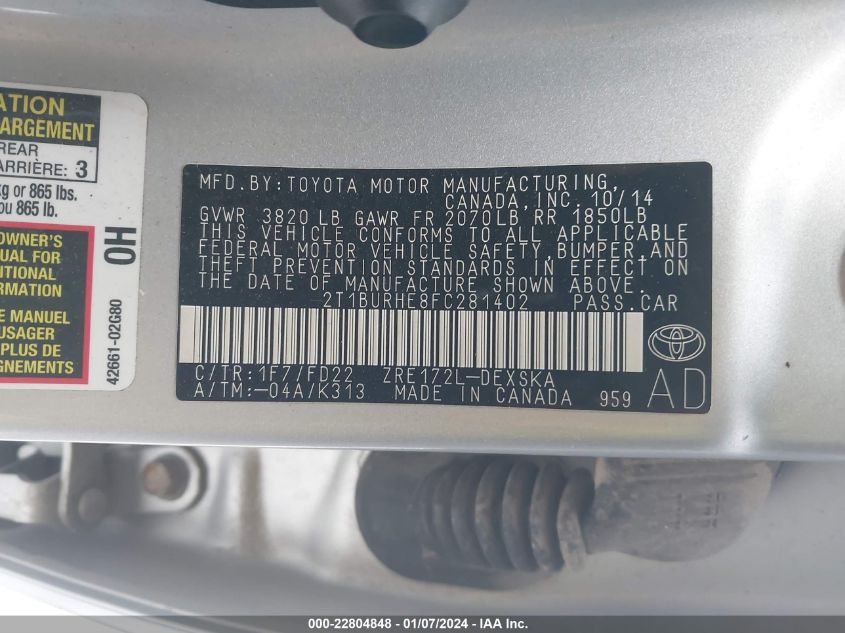 ATION
ARGEMENT
REAR
ARRIÈRE: 3
kg or 865 lbs.
ou 865 lb.
OWNER'S
UAL FOR
ITIONAL
RMATION
E MANUEL
USAGER
PLUS DE
GNEMENTS
42661-02G80 0H
MFD.BY:TOYOTA MOTOR MANUFACTURING,
CANADA, INC. 10/14
GVWR 3820 LB GAWR FR 2070LB RR 1850LB
THIS VEHICLE CONFORMS TO ALL APPLICABLE
FEDERAL MOTOR VEHICLE SAFETY,BUMPER,AND
THEFT PREVENTION STANDARDS IN EFFECT ON
THE DATE OF MANUFACTURE SHOWN ABOVE.
2T1BURHE8FC281402 PASS.CAR
C/TR:1F7/FD22 ZRE172L-DEXSKA
A/TM:-04A/K313 MADE IN CANADA 959 AD
000-22804848 - 01/07/2024 - IAA Inc.